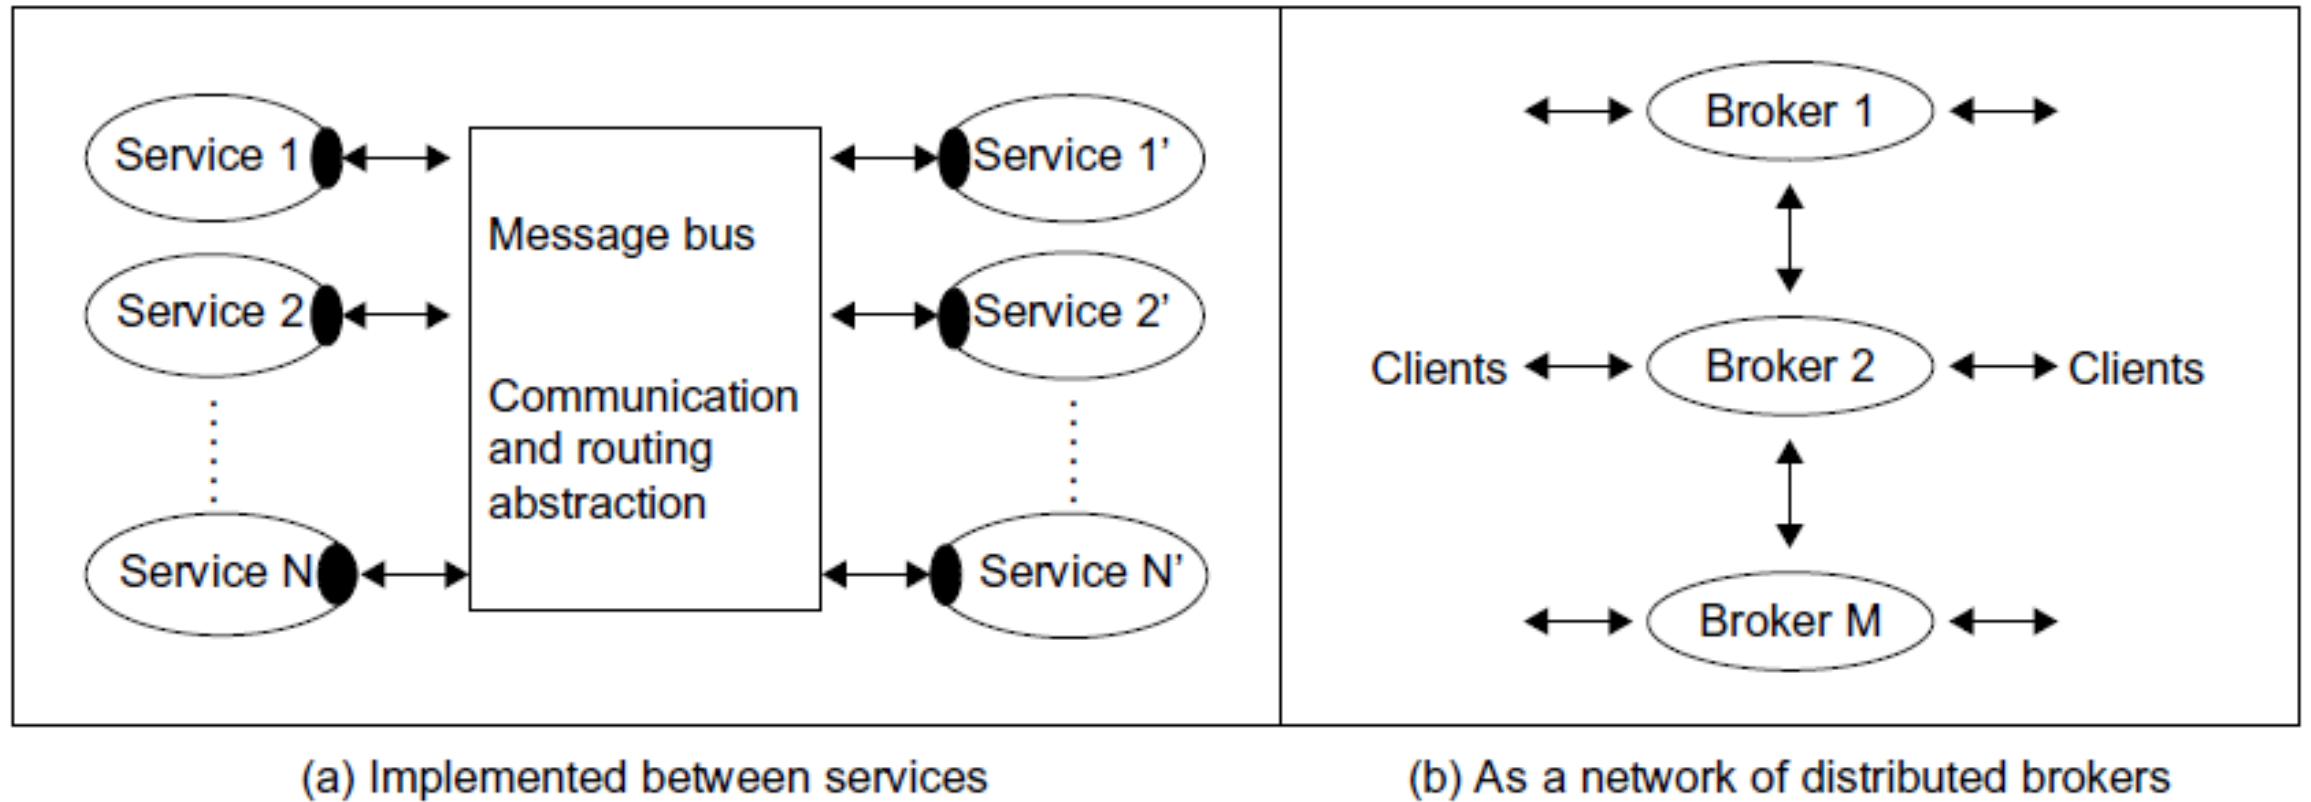 Service 1
Service 2
Service N
Message bus
Communication
and routing
abstraction
Service 1’
Service 2’
Service N’
(a) Implemented between services
Broker 1
Clients
Broker 2
Clients
Broker M
(b) As a network of distributed brokers